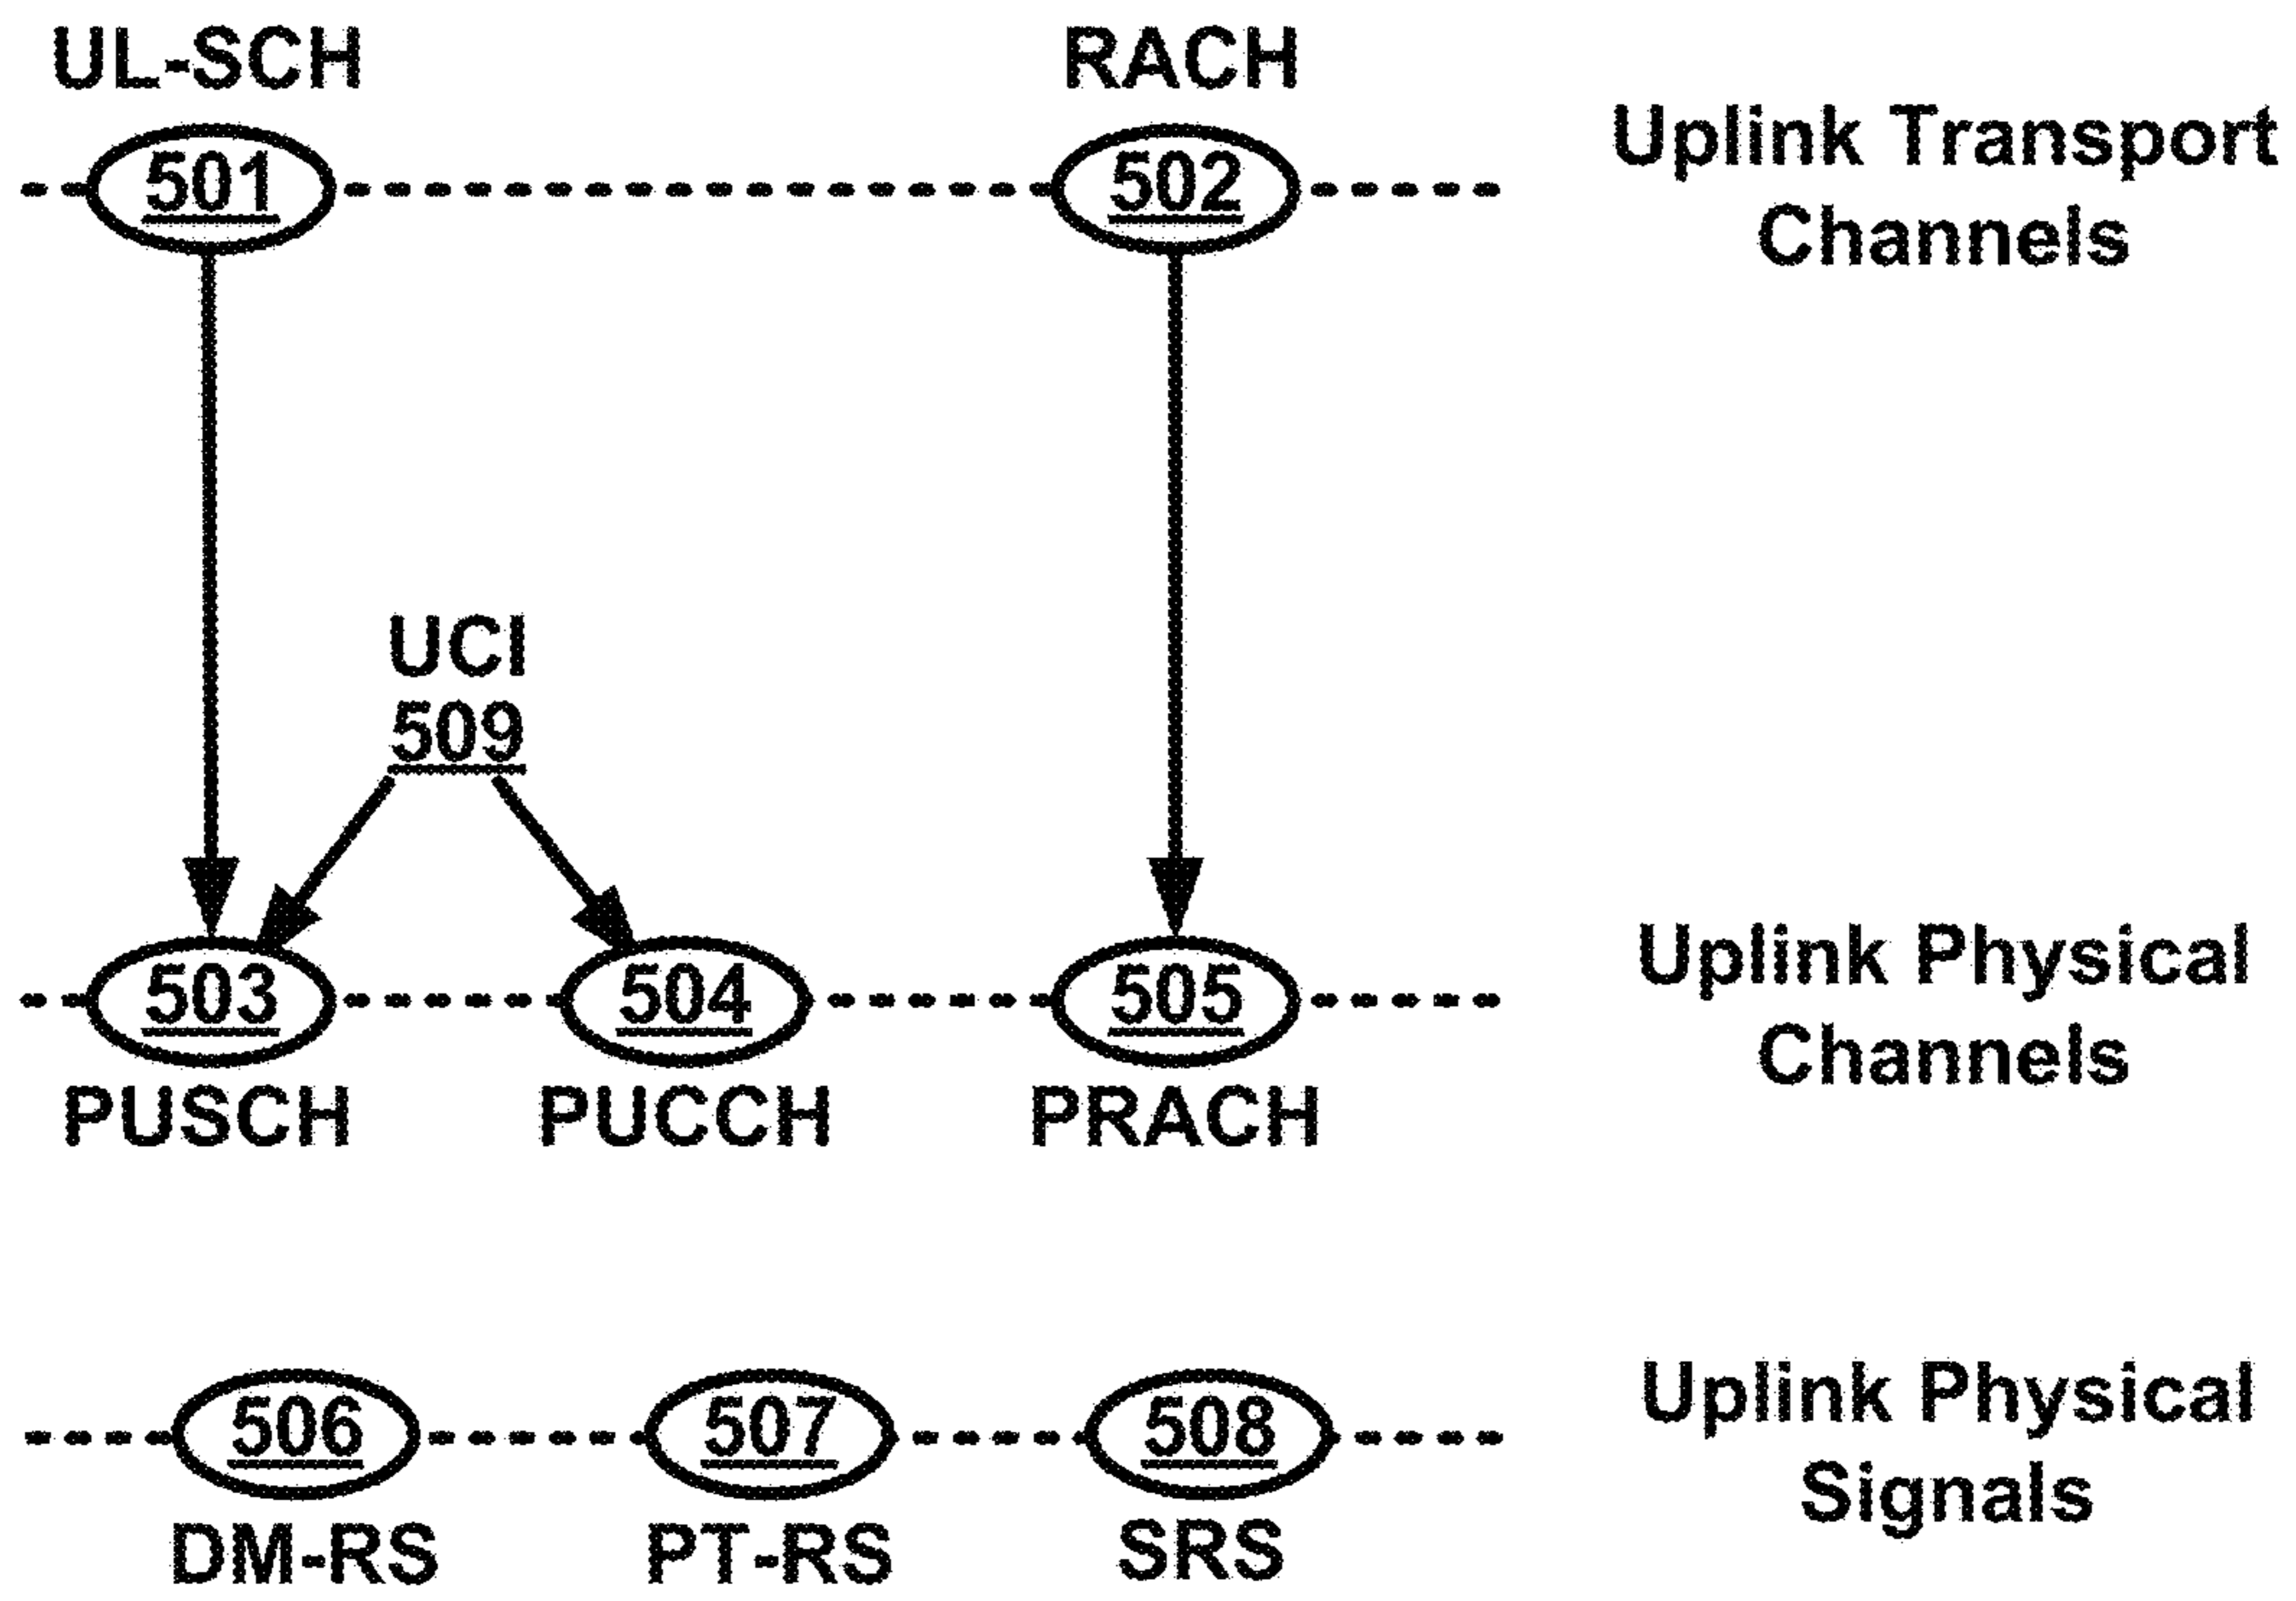 UL-SCH
RACH
501
502
Uplink Transport
Channels
UCI
509
503
504
505
Uplink Physical
Channels
PUSCH
PUCCH
PRACH
506
507
508
Uplink Physical
Signals
DM-RS
PT-RS
SRS